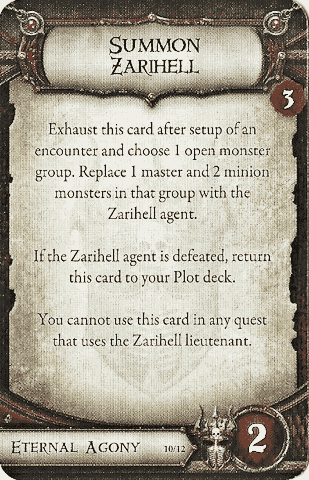 SUMMON
ZARIHELL
3
Exhaust this card after setup of an
encounter and choose 1 open monster
group. Replace 1 master and 2 minion
monsters in that group with the
Zarihell agent.
If the Zarihell agent is defeated, return
this card to your Plot deck.
You cannot use this card in any quest
that uses the Zarihell lieutenant.
ETERNAL AGONY 10/12 2